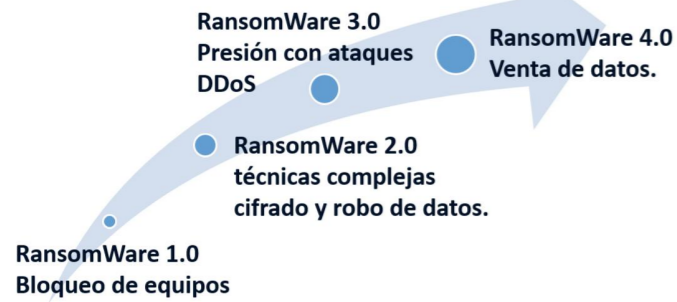 RansomWare 3.0
Presión con ataques
DDoS
RansomWare 4.0
Venta de datos.
RansomWare 2.0
técnicas complejas
cifrado y robo de datos.
RansomWare 1.0
Bloqueo de equipos